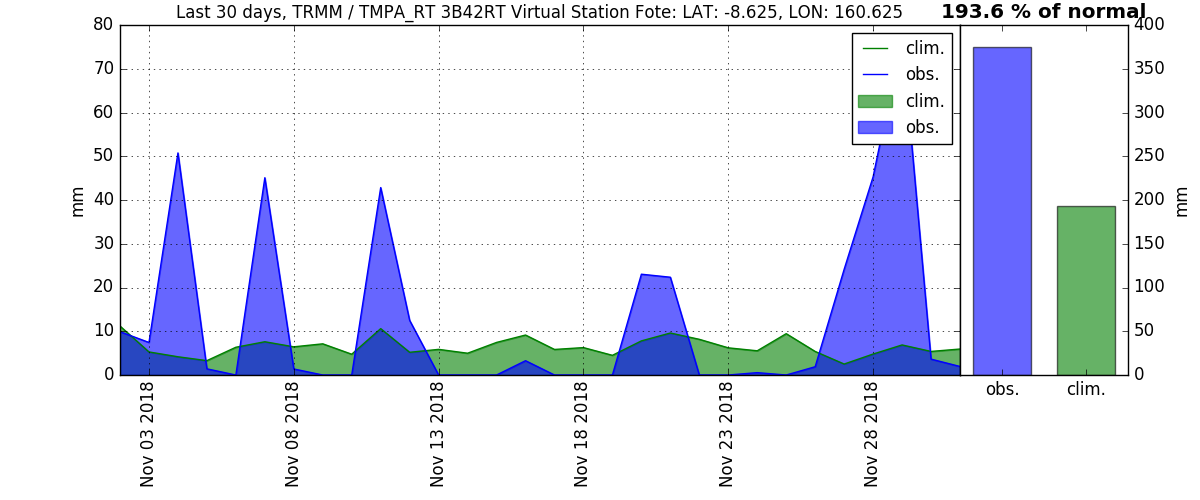 Last 30 days, TRMM / TMPA_RT 3B42RT Virtual Station Fote: LAT: -8.625, LON: 160.625
193.6 % of normal
80
70
60
50
40
30
20
10
0
mm
clim.
obs.
clim.
obs.
400
350
300
250
200
150
100
50
0
mm
obs.
clim.
Nov 03 2018
Nov 08 2018
Nov 13 2018
Nov 18 2018
Nov 23 2018
Nov 28 2018